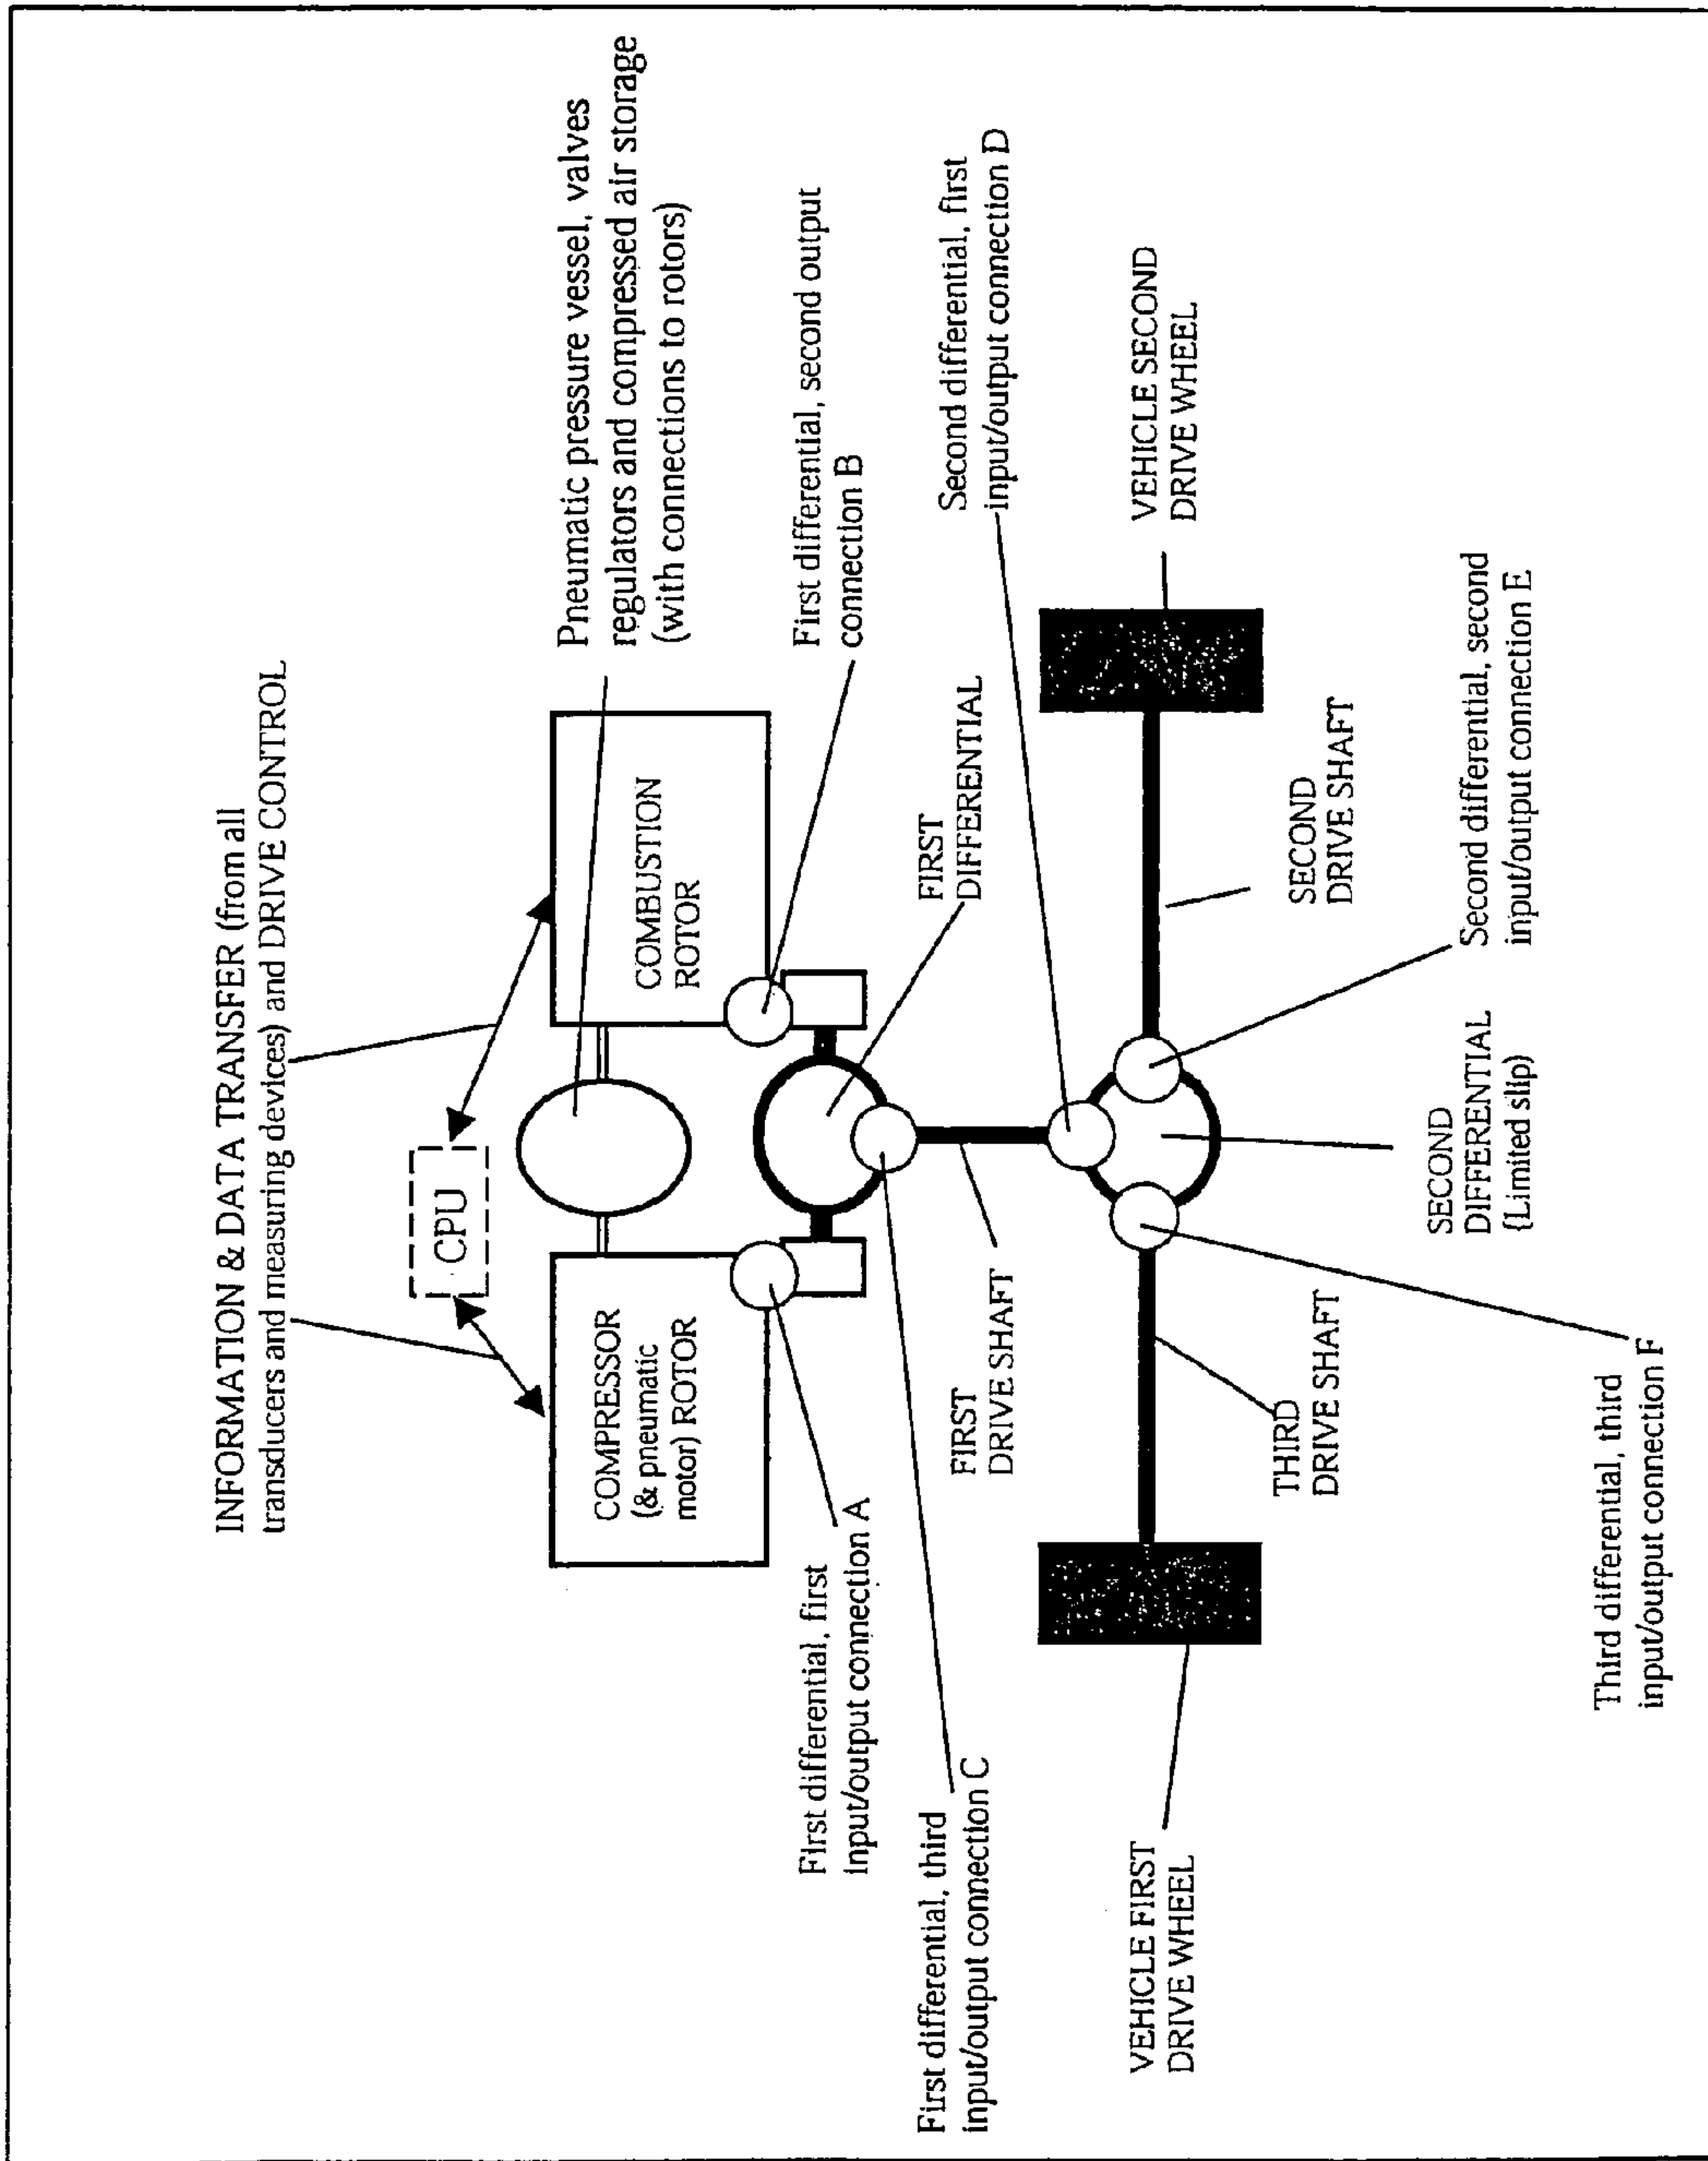 INFORMATION & DATA TRANSFER (from all
transducers and measuring devices) and DRIVE CONTROL
CPU
COMPRESSOR
(& pneumatic
motor) ROTOR
COMBUSTION
ROTOR
Pneumatic pressure vessel, valves
regulators and compressed air storage
(with connections to rotors)
First differential, first
input/output connection A
First differential, second output
connection B
First differential, third
input/output connection C
FIRST
DIFFERENTIAL
FIRST
DRIVE SHAFT
Second differential, first
input/output connection D
VEHICLE FIRST
DRIVE WHEEL
VEHICLE SECOND
DRIVE WHEEL
THIRD
DRIVE SHAFT
SECOND
DRIVE SHAFT
SECOND
DIFFERENTIAL
{Limited slip)
Second differential, second
input/output connection E
Third differential, third
input/output connection F